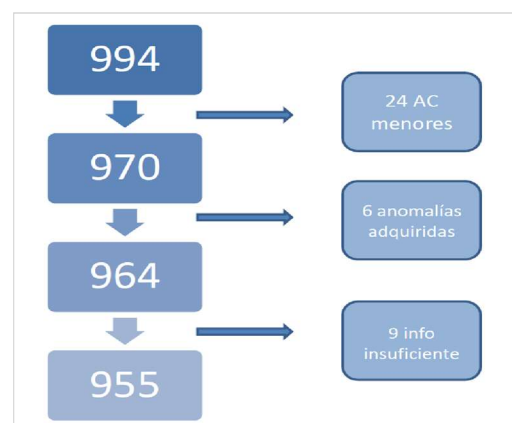 994
24 AC
menores
970
6 anomalías
adquiridas
964
9 info
insuficiente
955